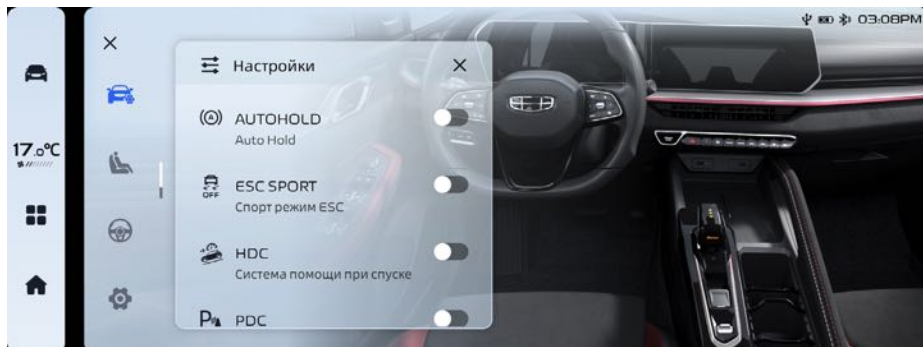 03:08PM
Настройки
AUTOHOLD
Auto Hold
17.0°C
OFF
ESC SPORT
Спорт режим ESC
HDC
Система помощи при спуске
PDC